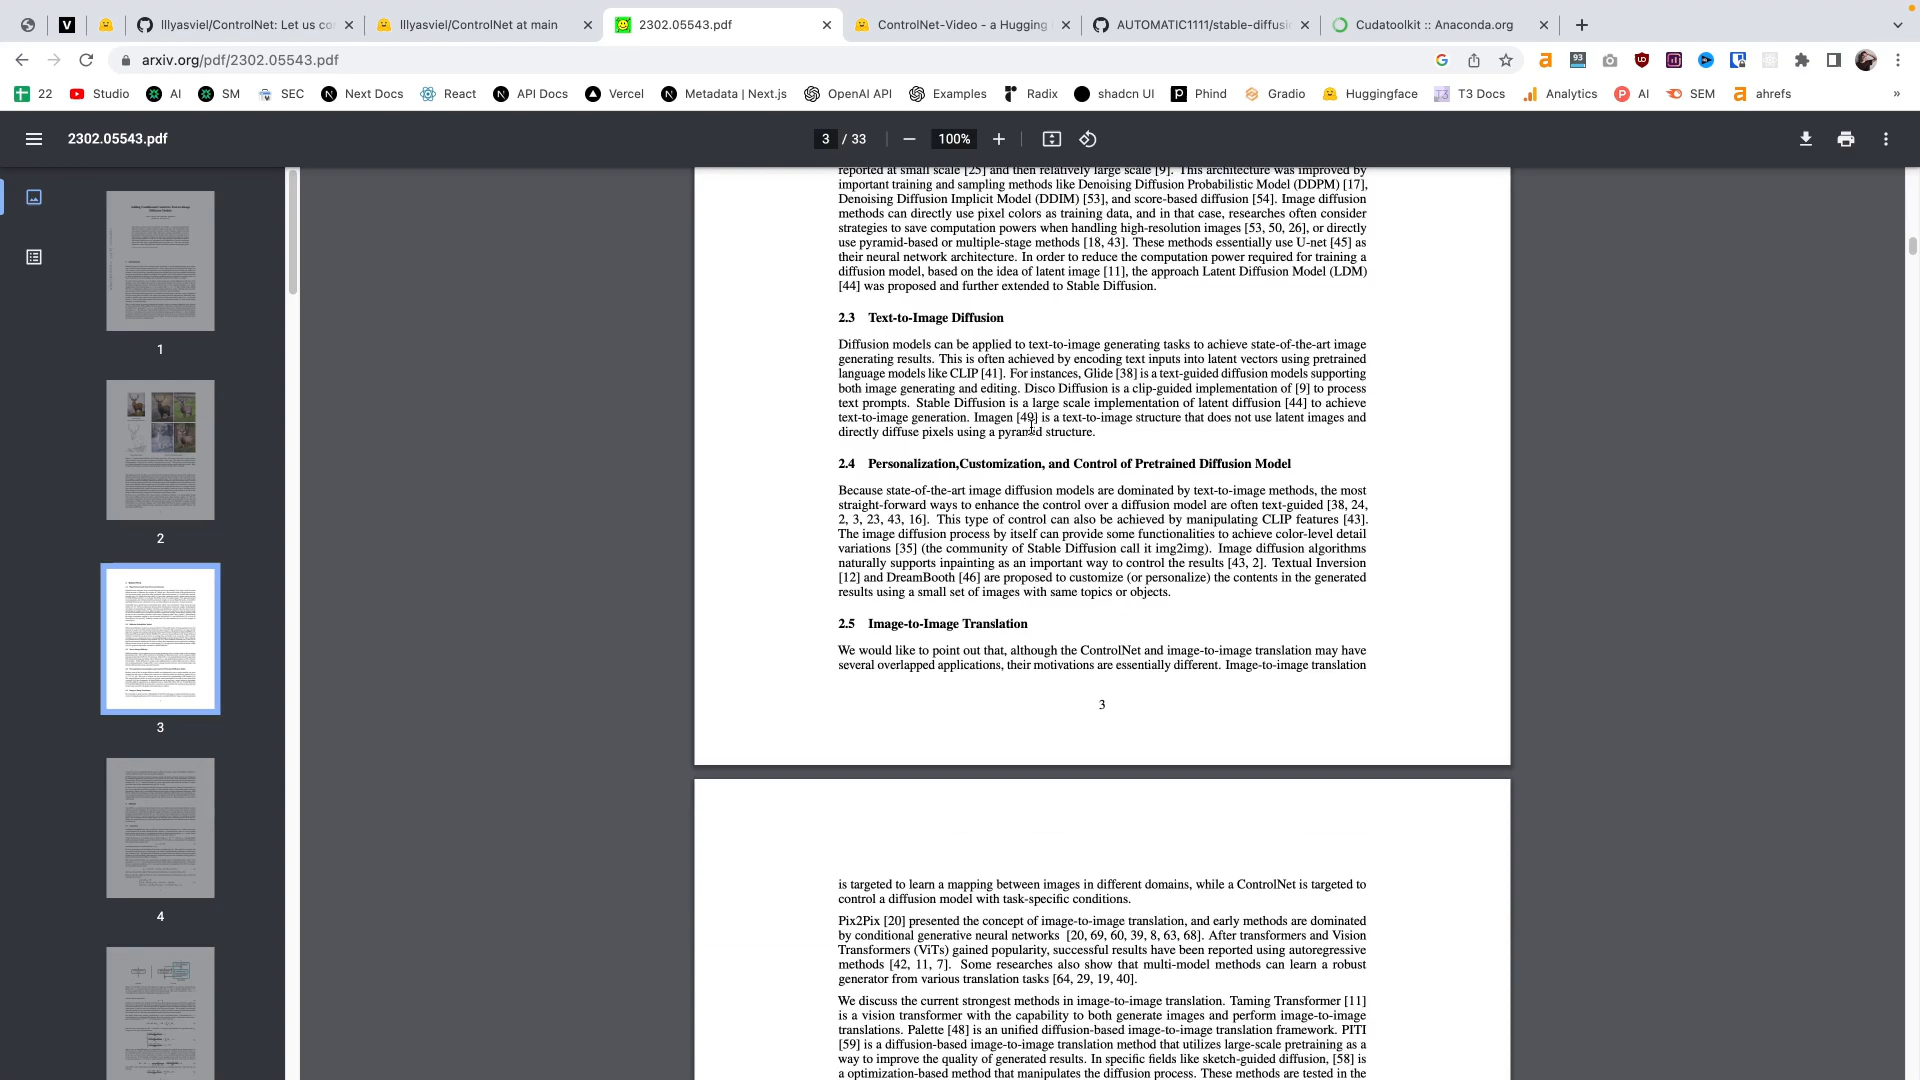 lllyasviel/ControlNet: Let us co
lllyasviel/ControlNet at main
2302.05543.pdf
ControlNet-Video - a Hugging
AUTOMATIC1111/stable-diffusi
Cudatoolkit :: Anaconda.org
arxiv.org/pdf/2302.05543.pdf
93
22
Studio
AI
SM
SEC
Next Docs
React
API Docs
Vercel
Metadata | Next.js
OpenAI API
Examples
Radix
shadcn UI
Phind
Gradio
Huggingface
T3 Docs
Analytics
AI
SEM
ahrefs
»
2302.05543.pdf
3 / 33
100%
1
2
3
4
reported at small scale [25] and then relatively large scale [9]. This architecture was improved by
important training and sampling methods like Denoising Diffusion Probabilistic Model (DDPM) [17],
Denoising Diffusion Implicit Model (DDIM) [53], and score-based diffusion [54]. Image diffusion
methods can directly use pixel colors as training data, and in that case, researches often consider
strategies to save computation powers when handling high-resolution images [53, 50, 26], or directly
use pyramid-based or multiple-stage methods [18, 43]. These methods essentially use U-net [45] as
their neural network architecture. In order to reduce the computation power required for training a
diffusion model, based on the idea of latent image [11], the approach Latent Diffusion Model (LDM)
[44] was proposed and further extended to Stable Diffusion.
2.3 Text-to-Image Diffusion
Diffusion models can be applied to text-to-image generating tasks to achieve state-of-the-art image
generating results. This is often achieved by encoding text inputs into latent vectors using pretrained
language models like CLIP [41]. For instances, Glide [38] is a text-guided diffusion models supporting
both image generating and editing. Disco Diffusion is a clip-guided implementation of [9] to process
text prompts. Stable Diffusion is a large scale implementation of latent diffusion [44] to achieve
text-to-image generation. Imagen [49] is a text-to-image structure that does not use latent images and
directly diffuse pixels using a pyramid structure.
2.4 Personalization,Customization, and Control of Pretrained Diffusion Model
Because state-of-the-art image diffusion models are dominated by text-to-image methods, the most
straight-forward ways to enhance the control over a diffusion model are often text-guided [38, 24,
2, 3, 23, 43, 16]. This type of control can also be achieved by manipulating CLIP features [43].
The image diffusion process by itself can provide some functionalities to achieve color-level detail
variations [35] (the community of Stable Diffusion call it img2img). Image diffusion algorithms
naturally supports inpainting as an important way to control the results [43, 2]. Textual Inversion
[12] and DreamBooth [46] are proposed to customize (or personalize) the contents in the generated
results using a small set of images with same topics or objects.
2.5 Image-to-Image Translation
We would like to point out that, although the ControlNet and image-to-image translation may have
several overlapped applications, their motivations are essentially different. Image-to-image translation
3
is targeted to learn a mapping between images in different domains, while a ControlNet is targeted to
control a diffusion model with task-specific conditions.
Pix2Pix [20] presented the concept of image-to-image translation, and early methods are dominated
by conditional generative neural networks [20, 69, 60, 39, 8, 63, 68]. After transformers and Vision
Transformers (ViTs) gained popularity, successful results have been reported using autoregressive
methods [42, 11, 7]. Some researches also show that multi-model methods can learn a robust
generator from various translation tasks [64, 29, 19, 40].
We discuss the current strongest methods in image-to-image translation. Taming Transformer [11]
is a vision transformer with the capability to both generate images and perform image-to-image
translations. Palette [48] is an unified diffusion-based image-to-image translation framework. PITI
[59] is a diffusion-based image-to-image translation method that utilizes large-scale pretraining as a
way to improve the quality of generated results. In specific fields like sketch-guided diffusion, [58] is
a optimization-based method that manipulates the diffusion process. These methods are tested in the